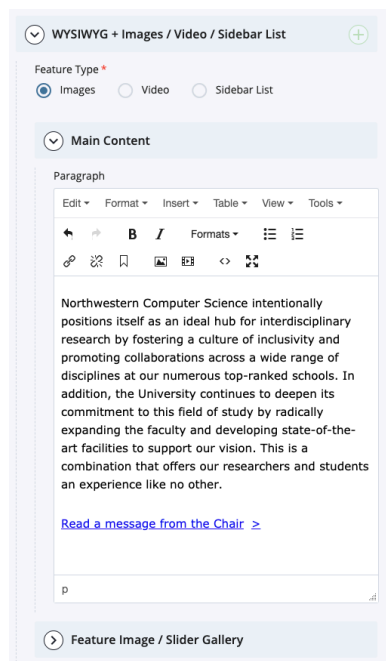 WYSIWYG + Images / Video / Sidebar List
Feature Type *
Images Video Sidebar List
Main Content
Paragraph
Edit Format Insert Table View Tools
B I Formats
Northwestern Computer Science intentionally
positions itself as an ideal hub for interdisciplinary
research by fostering a culture of inclusivity and
promoting collaborations across a wide range of
disciplines at our numerous top-ranked schools. In
addition, the University continues to deepen its
commitment to this field of study by radically
expanding the faculty and developing state-of-the-
art facilities to support our vision. This is a
combination that offers our researchers and students
an experience like no other.
Read a message from the Chair >
p
Feature Image / Slider Gallery